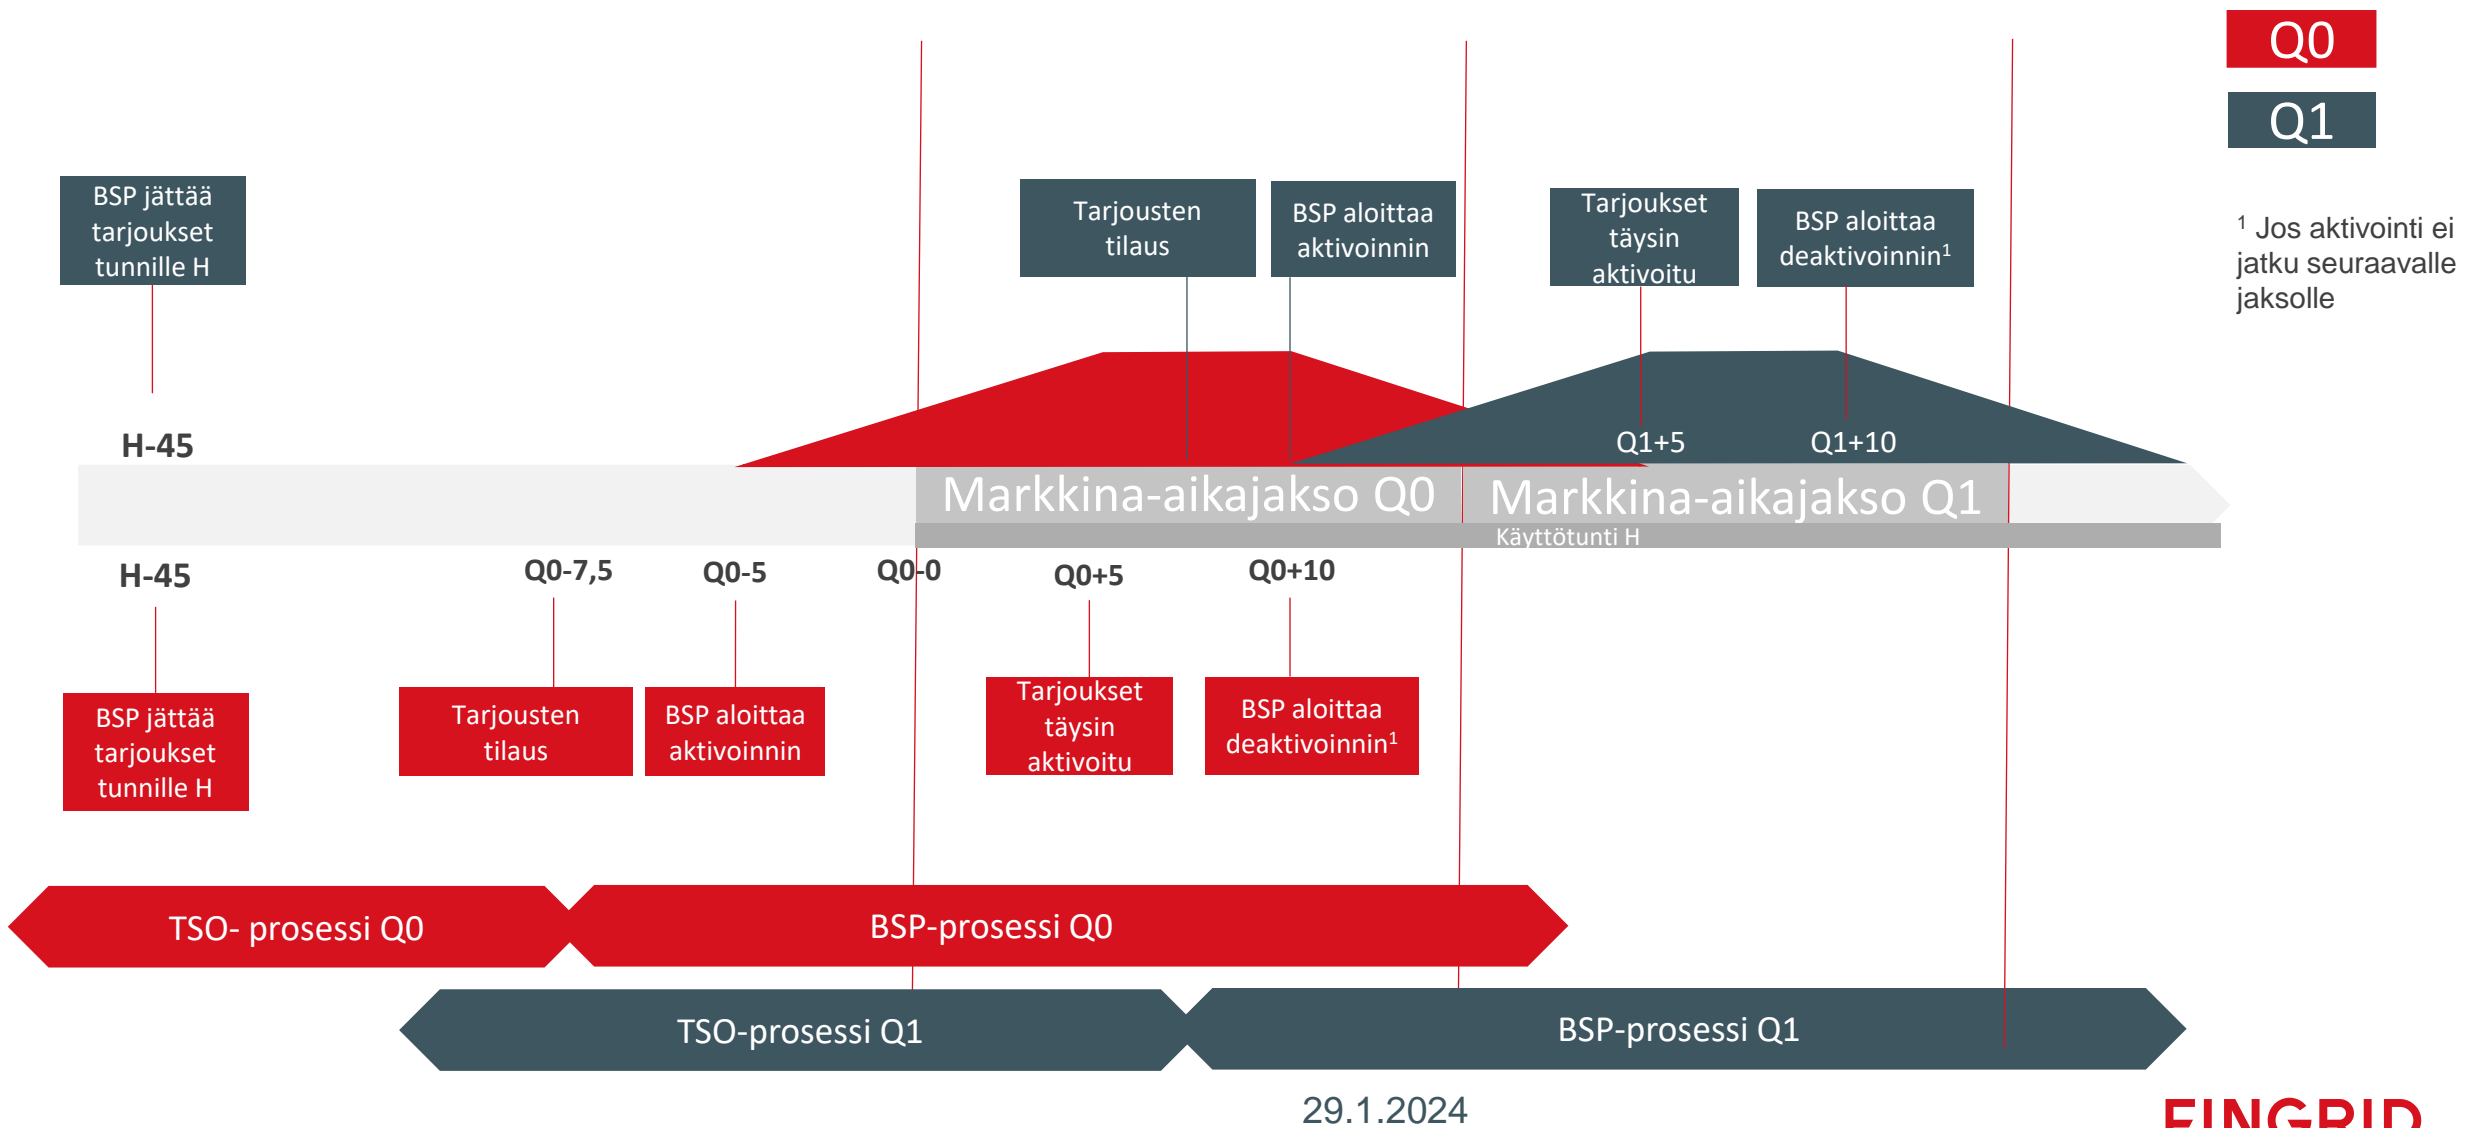 Q0
Q1
BSP jättää
tarjoukset
tunnille H
Tarjousten
tilaus
BSP aloittaa
aktivoinnin
Tarjoukset
täysin
aktivoitu
BSP aloittaa
deaktivoinnin¹
¹ Jos aktivointi ei
jatku seuraavalle
jaksolle
H-45
Q1+5
Q1+10
Markkina-aikajakso Q0
Markkina-aikajakso Q1
Käyttötunti H
H-45
Q0-7,5
Q0-5
Q0-0
Q0+5
Q0+10
BSP jättää
tarjoukset
tunnille H
Tarjousten
tilaus
BSP aloittaa
aktivoinnin
Tarjoukset
täysin
aktivoitu
BSP aloittaa
deaktivoinnin¹
TSO- prosessi Q0
BSP-prosessi Q0
TSO-prosessi Q1
BSP-prosessi Q1
29.1.2024
FINGRID